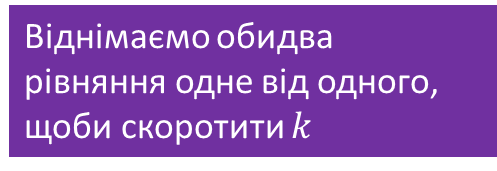 Віднімаємо обидва
рівняння одне від одного,
щоби скоротити k